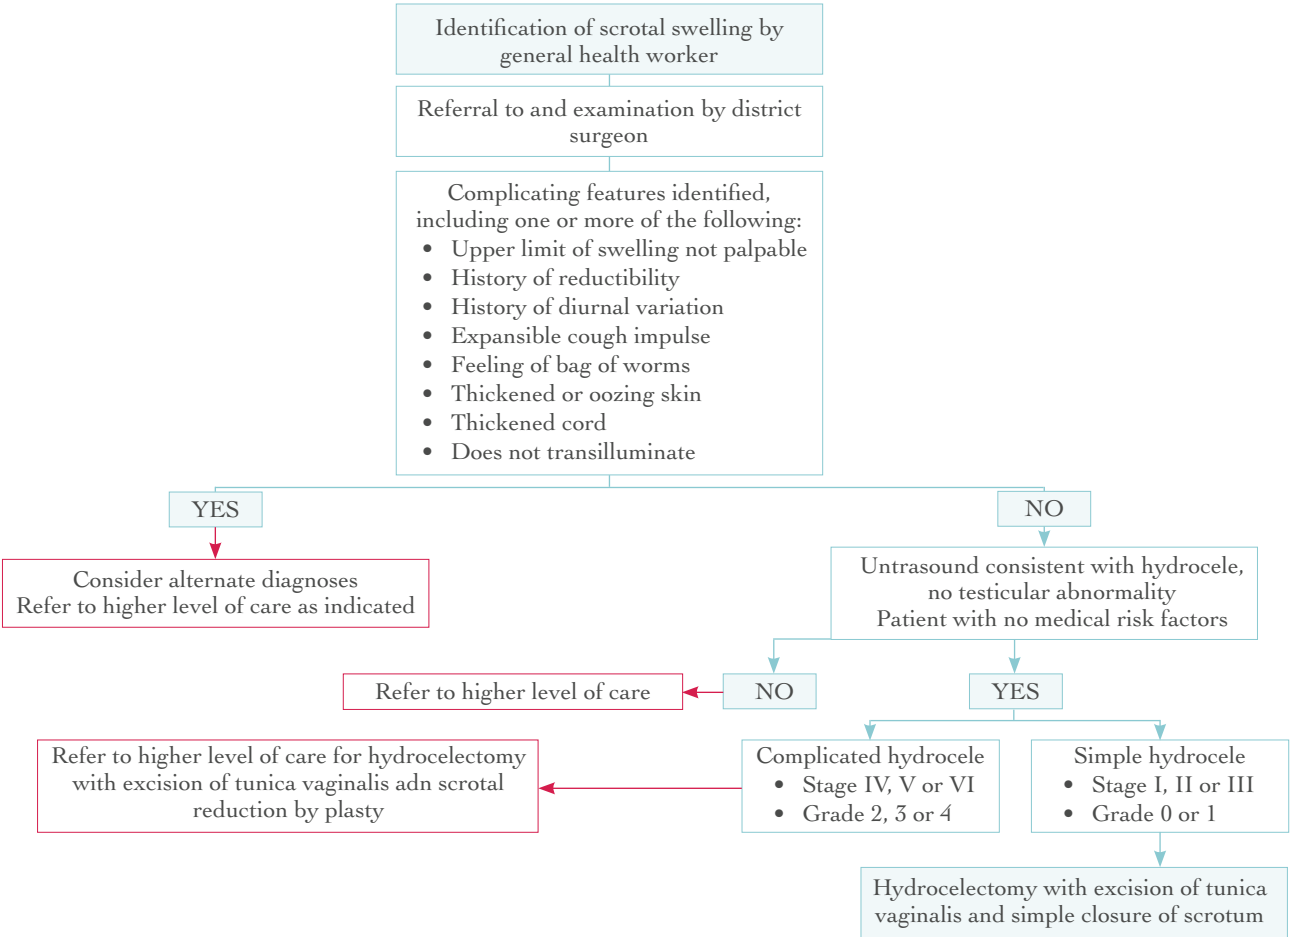 Identification of scrotal swelling by
general health worker
Referral to and examination by district
surgeon
Complicating features identified,
including one or more of the following:
• Upper limit of swelling not palpable
• History of reductibility
• History of diurnal variation
• Expansible cough impulse
• Feeling of bag of worms
• Thickened or oozing skin
• Thickened cord
• Does not transilluminate
YES
NO
Consider alternate diagnoses
Refer to higher level of care as indicated
Untrasound consistent with hydrocele,
no testicular abnormality
Patient with no medical risk factors
Refer to higher level of care
NO
YES
Refer to higher level of care for hydrocelectomy
with excision of tunica vaginalis adn scrotal
reduction by plasty
Complicated hydrocele
• Stage IV, V or VI
• Grade 2, 3 or 4
Simple hydrocele
• Stage I, II or III
• Grade 0 or 1
Hydrocelectomy with excision of tunica
vaginalis and simple closure of scrotum